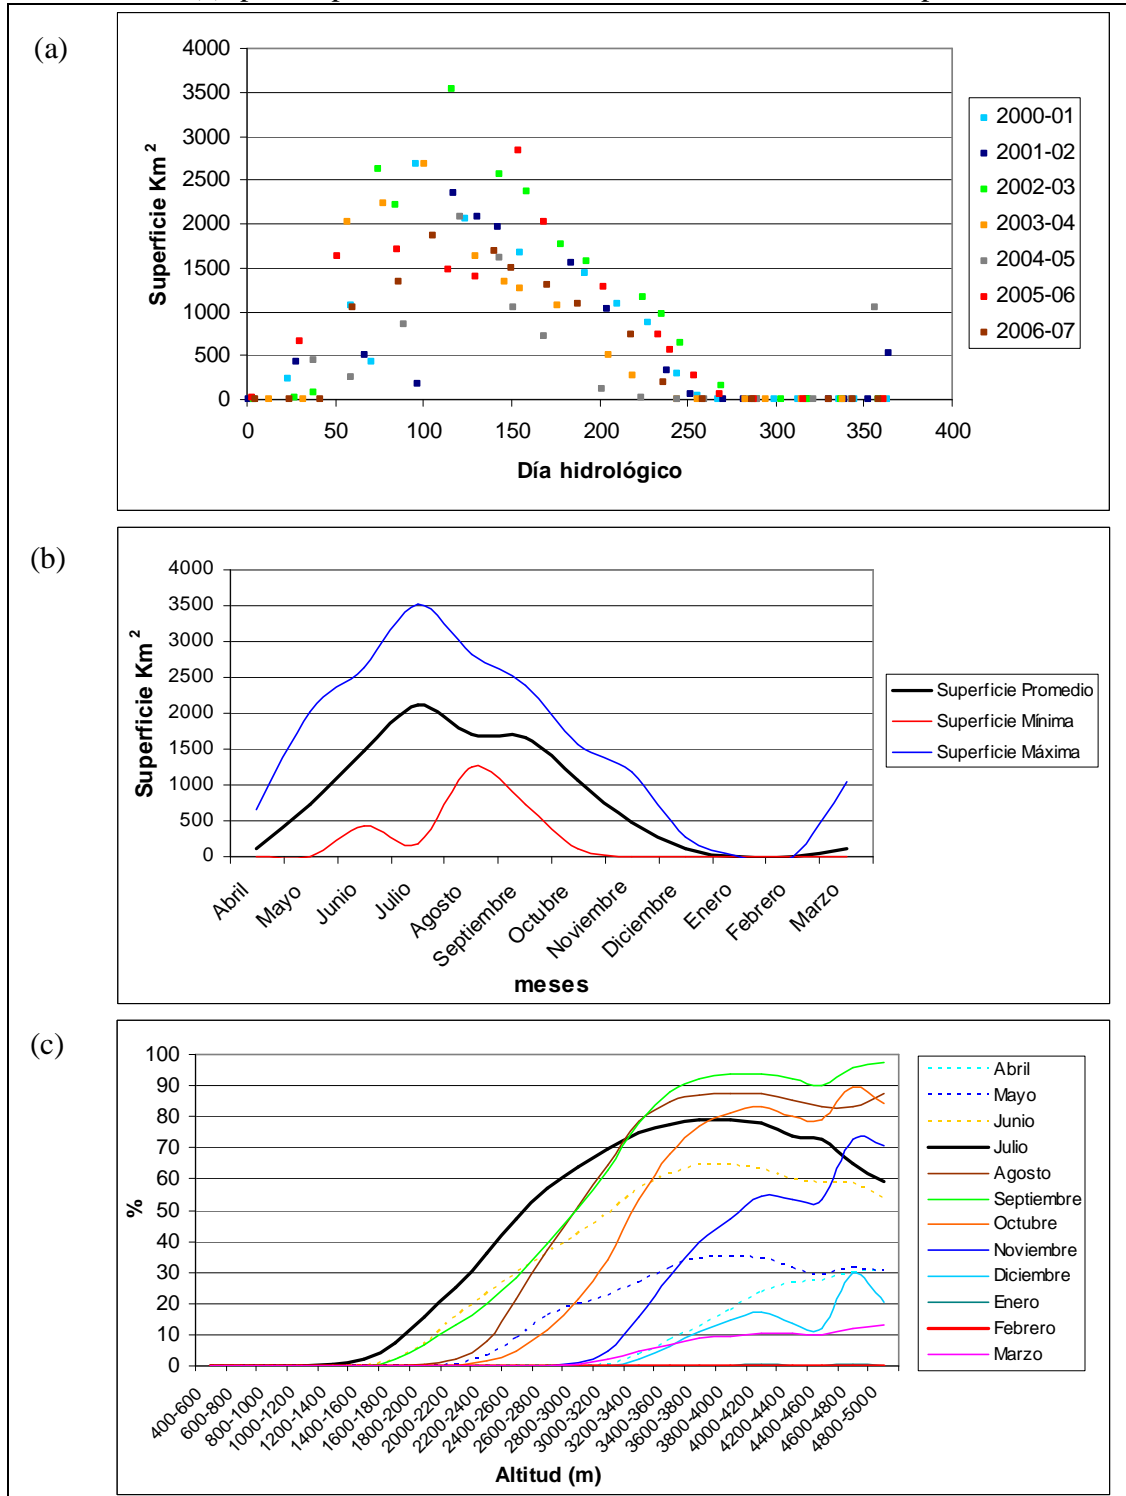 (a)
4000
3500
3000
2500
2000
1500
1000
500
0
Superficie Km²
0 50 100 150 200 250 300 350 400
Día hidrológico
2000-01
2001-02
2002-03
2003-04
2004-05
2005-06
2006-07
(b)
4000
3500
3000
2500
2000
1500
1000
500
0
Superficie Km²
Abril Mayo Junio Julio Agosto Septiembre Octubre Noviembre Diciembre Enero Febrero Marzo
meses
Superficie Promedio
Superficie Mínima
Superficie Máxima
(c)
100
90
80
70
60
50
40
30
20
10
0
%
400-600 600-800 800-1000 1000-1200 1200-1400 1400-1600 1600-1800 1800-2000 2000-2200 2200-2400 2400-2600 2600-2800 2800-3000 3000-3200 3200-3400 3400-3600 3600-3800 3800-4000 4000-4200 4200-4400 4400-4600 4600-4800 4800-5000
Altitud (m)
Abril
Mayo
Junio
Julio
Agosto
Septiembre
Octubre
Noviembre
Diciembre
Enero
Febrero
Marzo